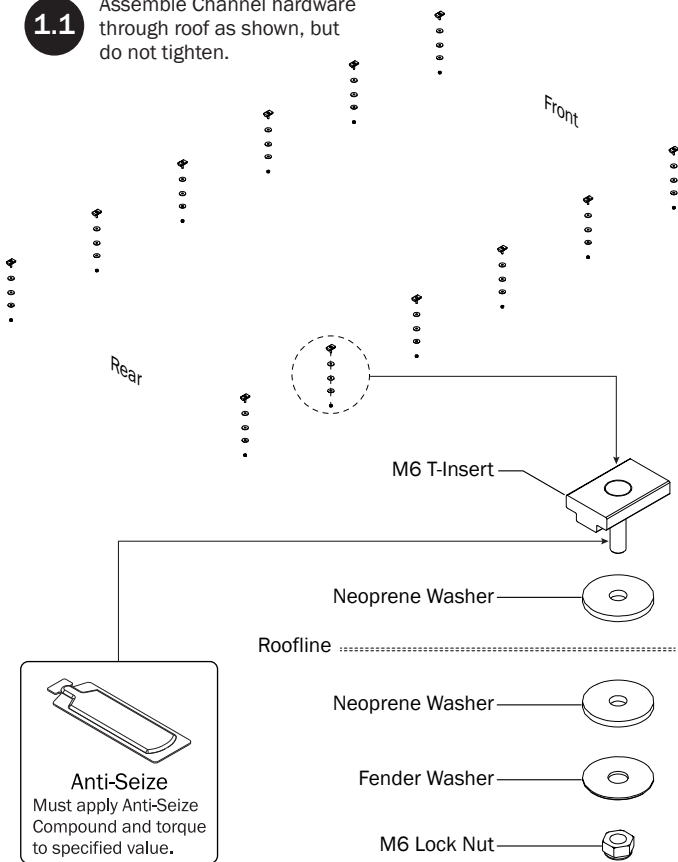 1.1
Assemble Channel hardware
through roof as shown, but
do not tighten.
Front
Rear
M6 T-Insert
Neoprene Washer
Roofline
Neoprene Washer
Fender Washer
M6 Lock Nut
Anti-Seize
Must apply Anti-Seize
Compound and torque
to specified value.